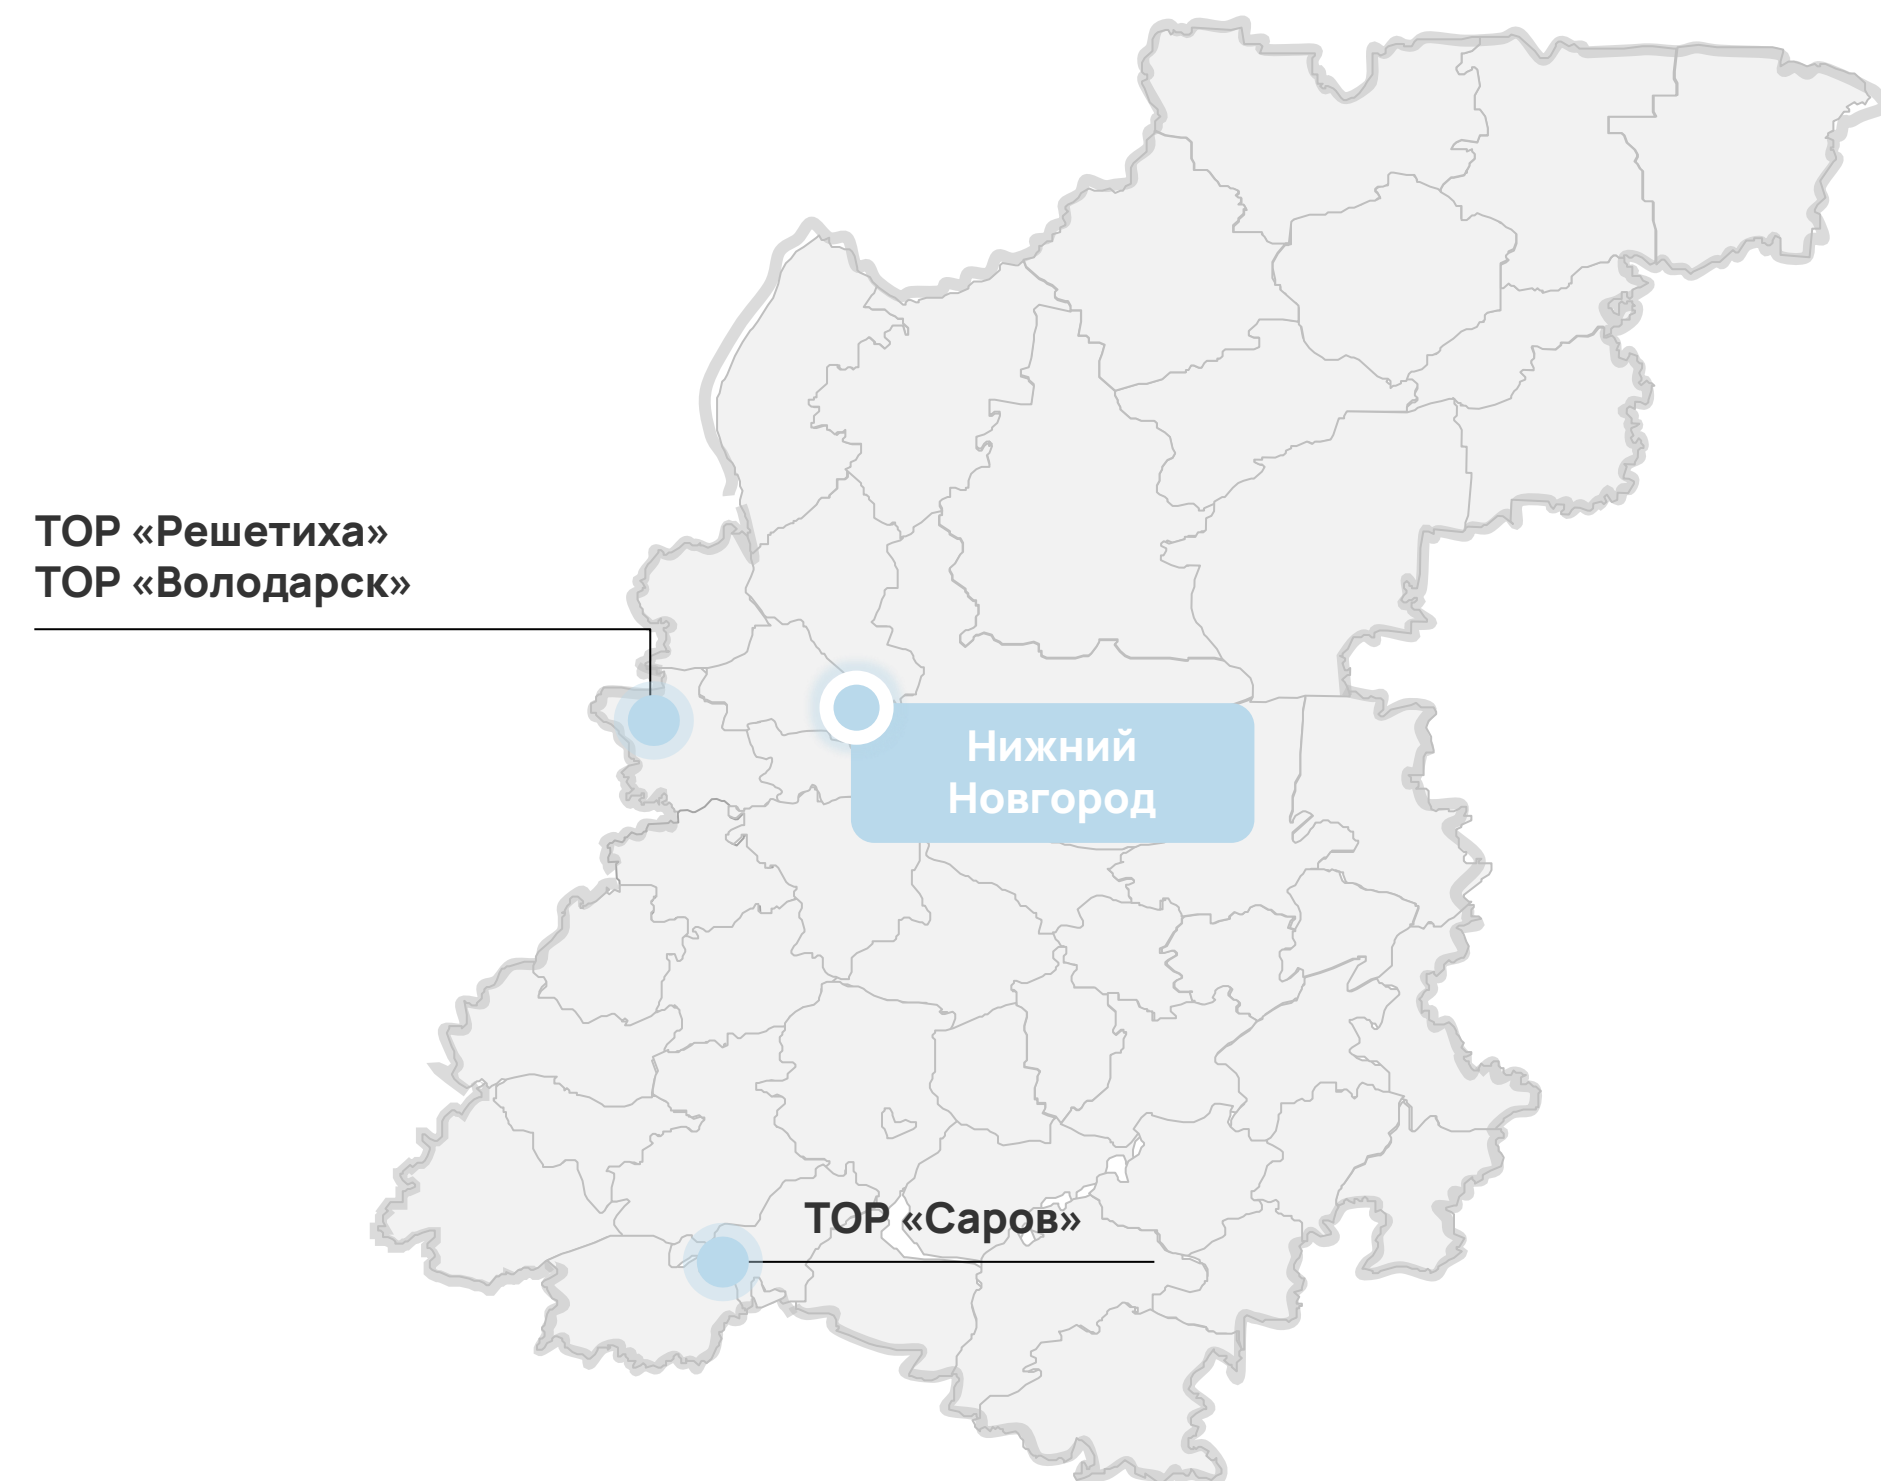 ТОР «Решетиха»
ТОР «Володарск»
Нижний
Новгород
ТОР «Саров»